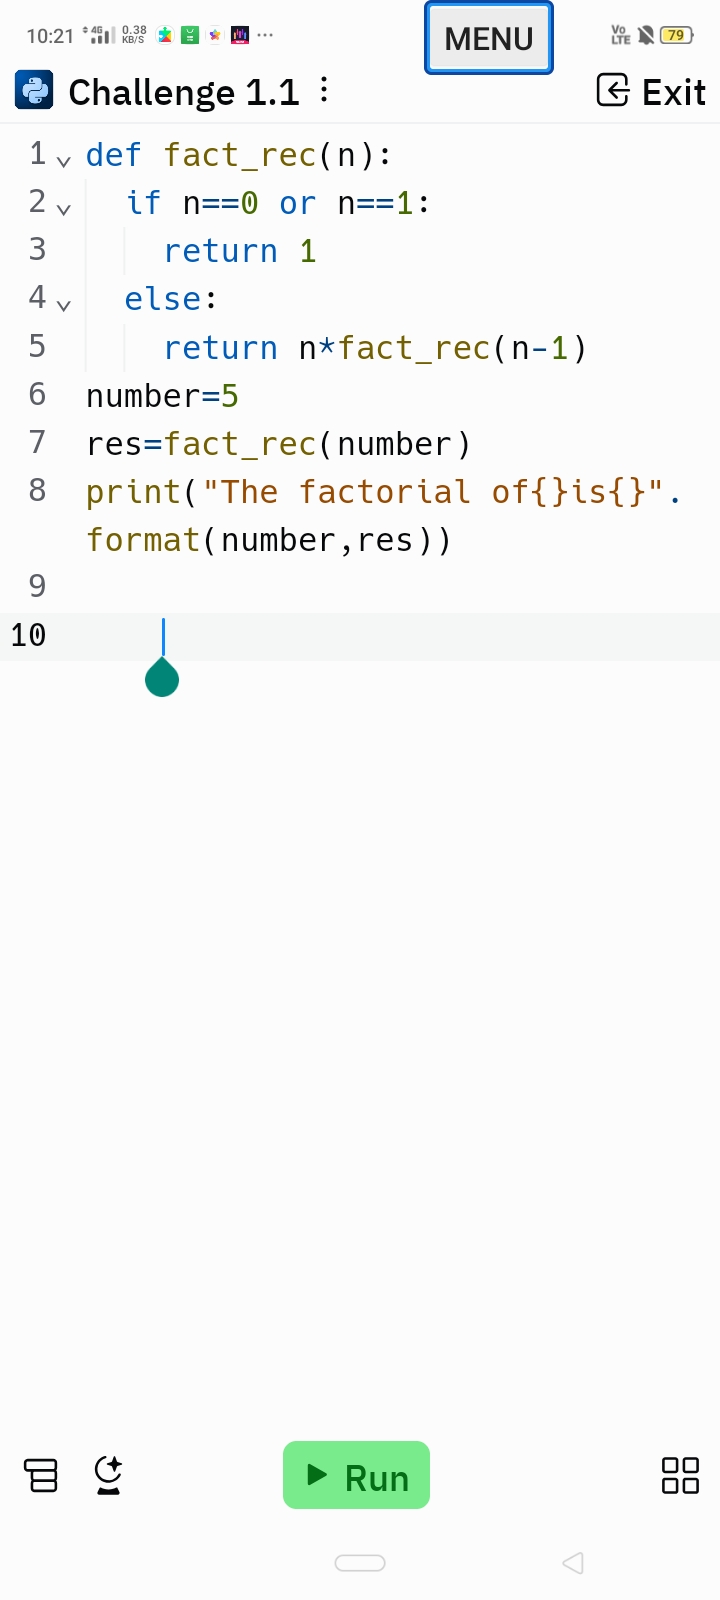 10:21 4G 0.38 KB/S ... Vo LTE 79
MENU
Challenge 1.1 Exit
1 def fact_rec(n):
2 if n==0 or n==1:
3 return 1
4 else:
5 return n*fact_rec(n-1)
6 number=5
7 res=fact_rec(number)
8 print("The factorial of{}is{}".
format(number,res))
9
10
Run